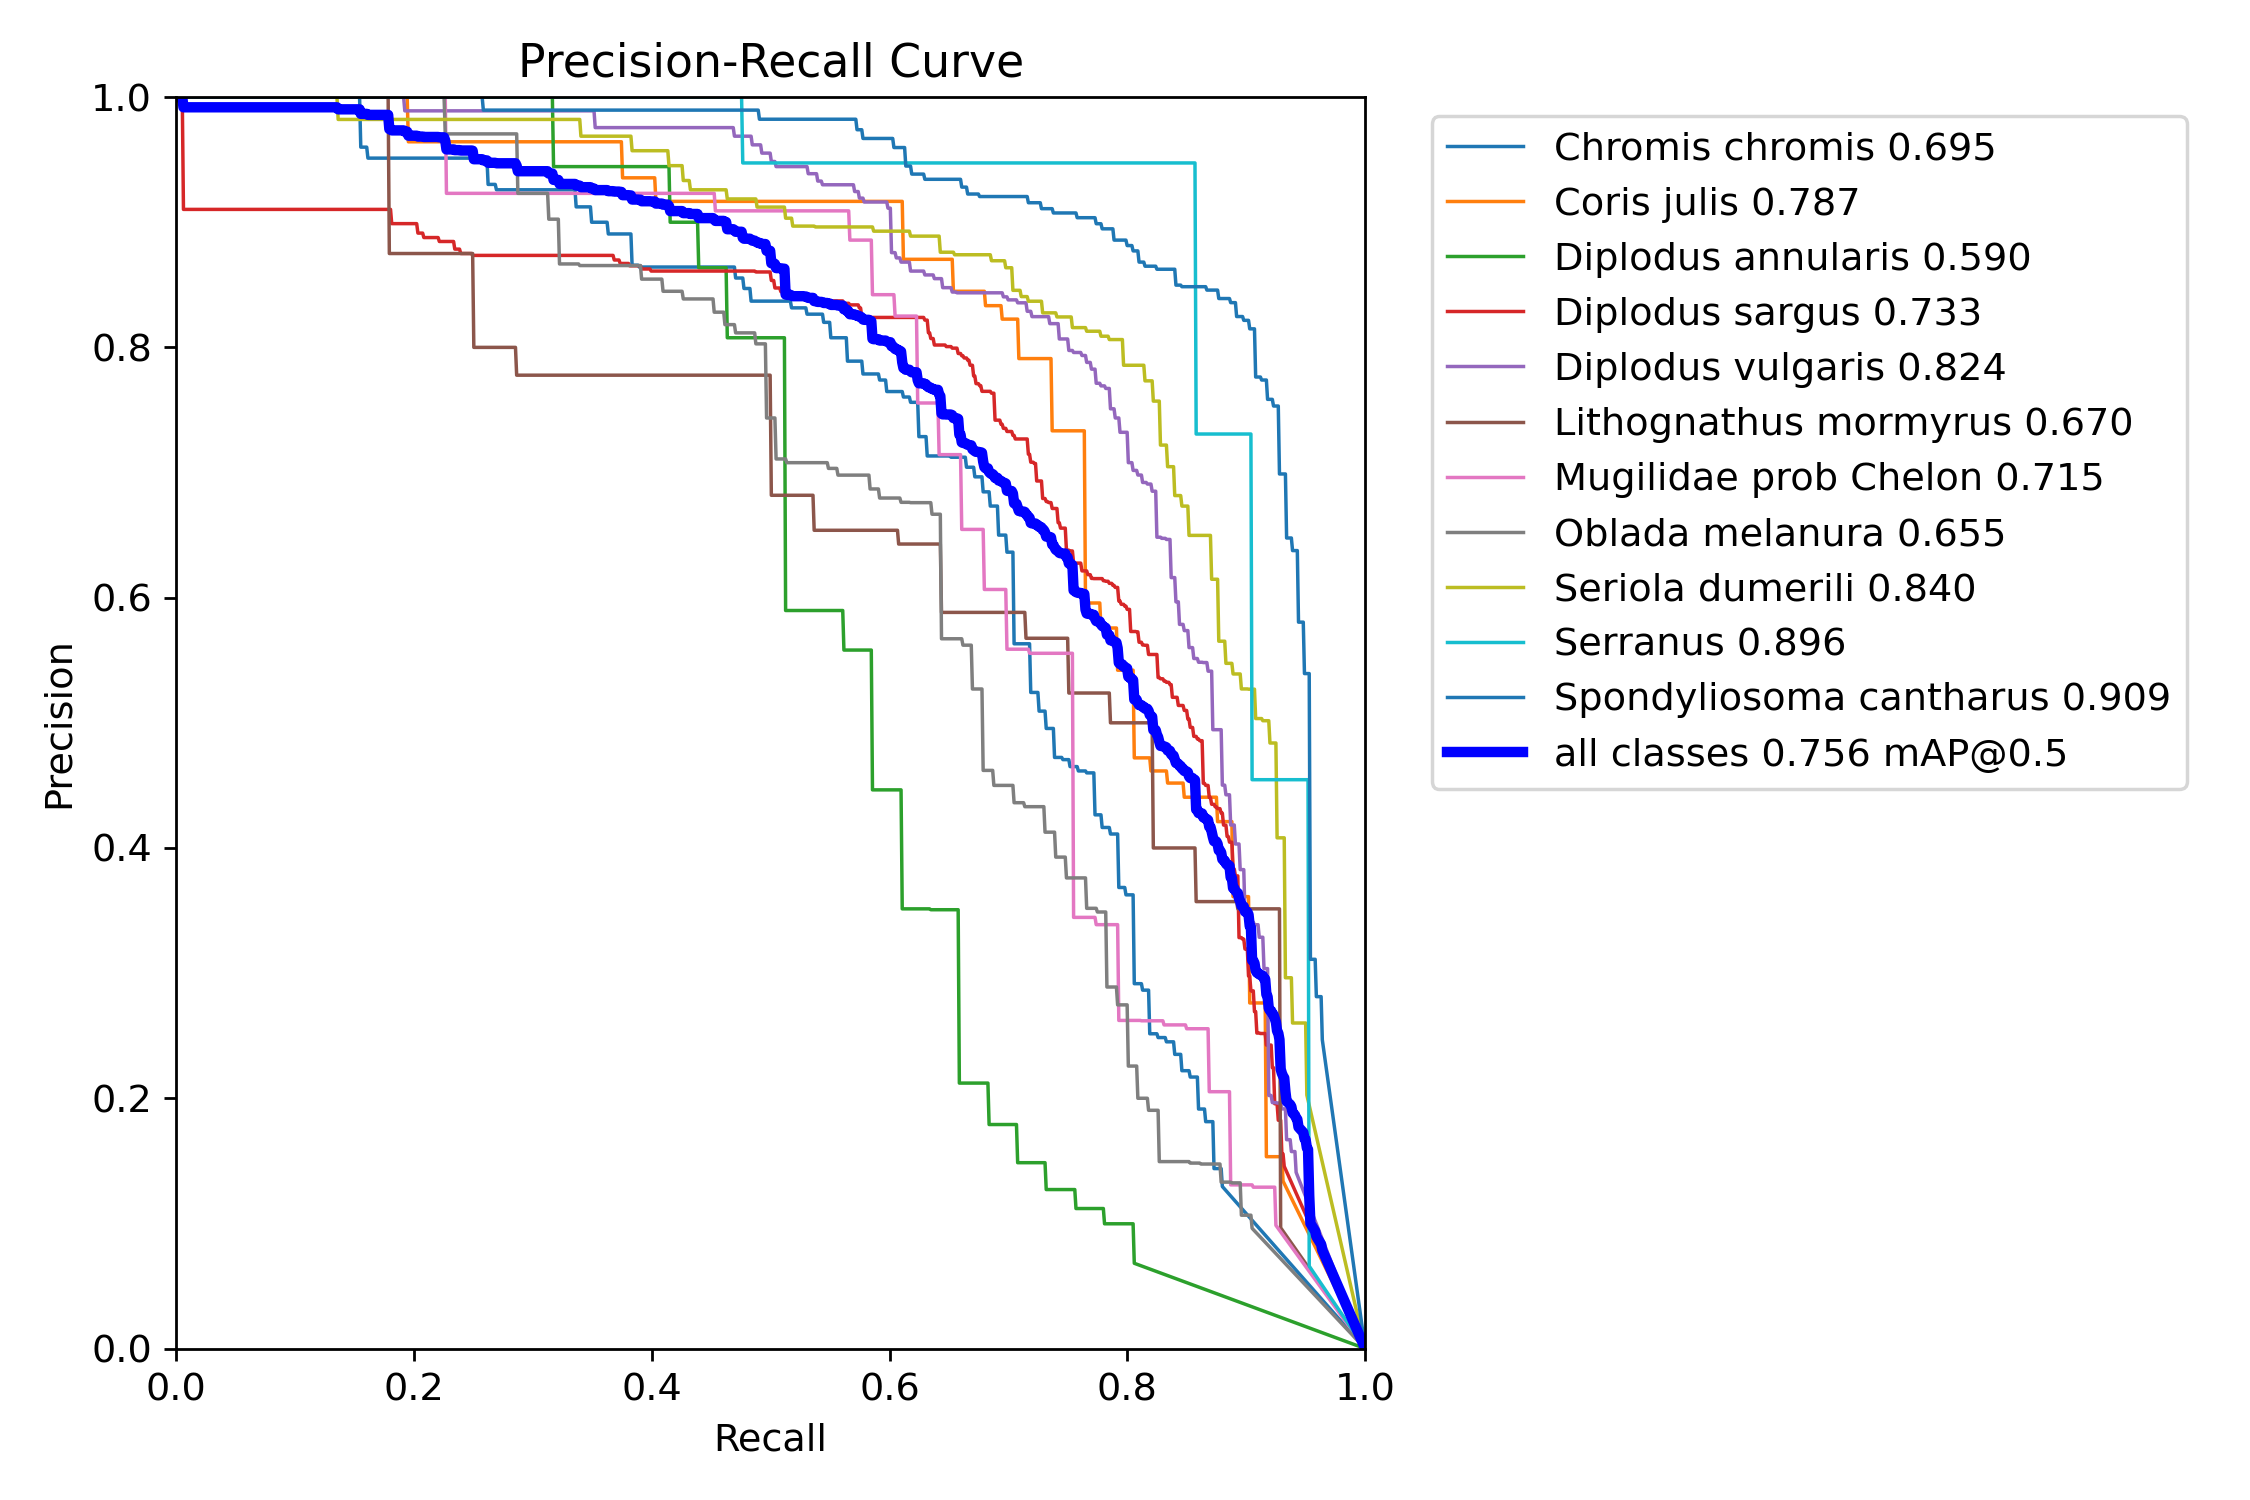 Precision-Recall Curve
1.0
0.8
0.6
0.4
0.2
0.0
Precision
0.0 0.2 0.4 0.6 0.8 1.0
Recall
Chromis chromis 0.695
Coris julis 0.787
Diplodus annularis 0.590
Diplodus sargus 0.733
Diplodus vulgaris 0.824
Lithognathus mormyrus 0.670
Mugilidae prob Chelon 0.715
Oblada melanura 0.655
Seriola dumerili 0.840
Serranus 0.896
Spondyliosoma cantharus 0.909
all classes 0.756 mAP@0.5